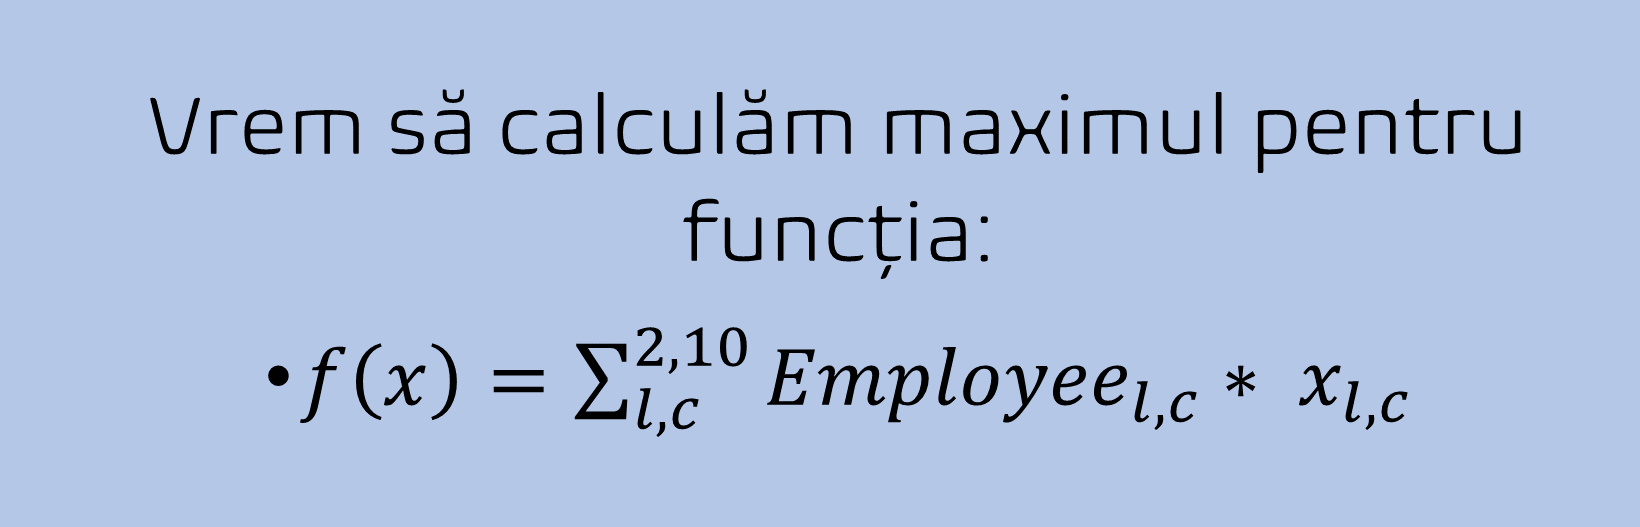 Vrem să calculăm maximul pentru
funcția:
• f(x) = ∑_{l,c}^{2,10} Employee_{l,c} * x_{l,c}